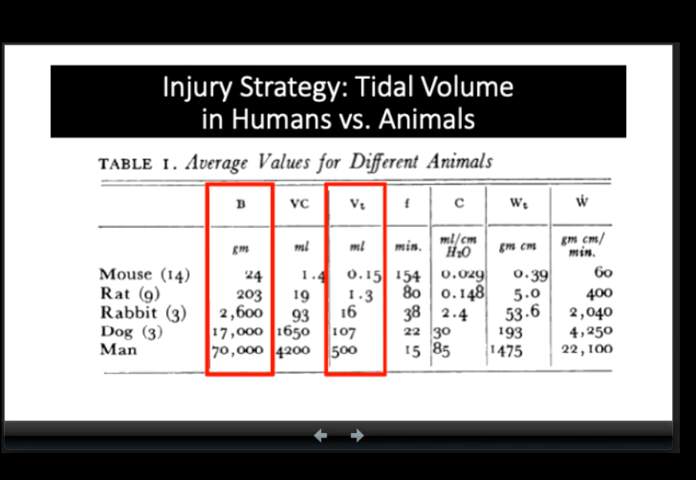 Injury Strategy: Tidal Volume
in Humans vs. Animals
TABLE 1. Average Values for Different Animals
B VC Vt f C Wt Ẇ
gm ml ml min. ml/cm H2O gm cm gm cm/ min.
Mouse (14) 24 1.4 0.15 154 0.029 0.39 60
Rat (9) 203 19 1.3 80 0.148 5.0 400
Rabbit (3) 2,600 93 16 38 2.4 53.6 2,040
Dog (3) 17,000 1650 107 22 30 193 4,250
Man 70,000 4200 500 15 85 1475 22,100